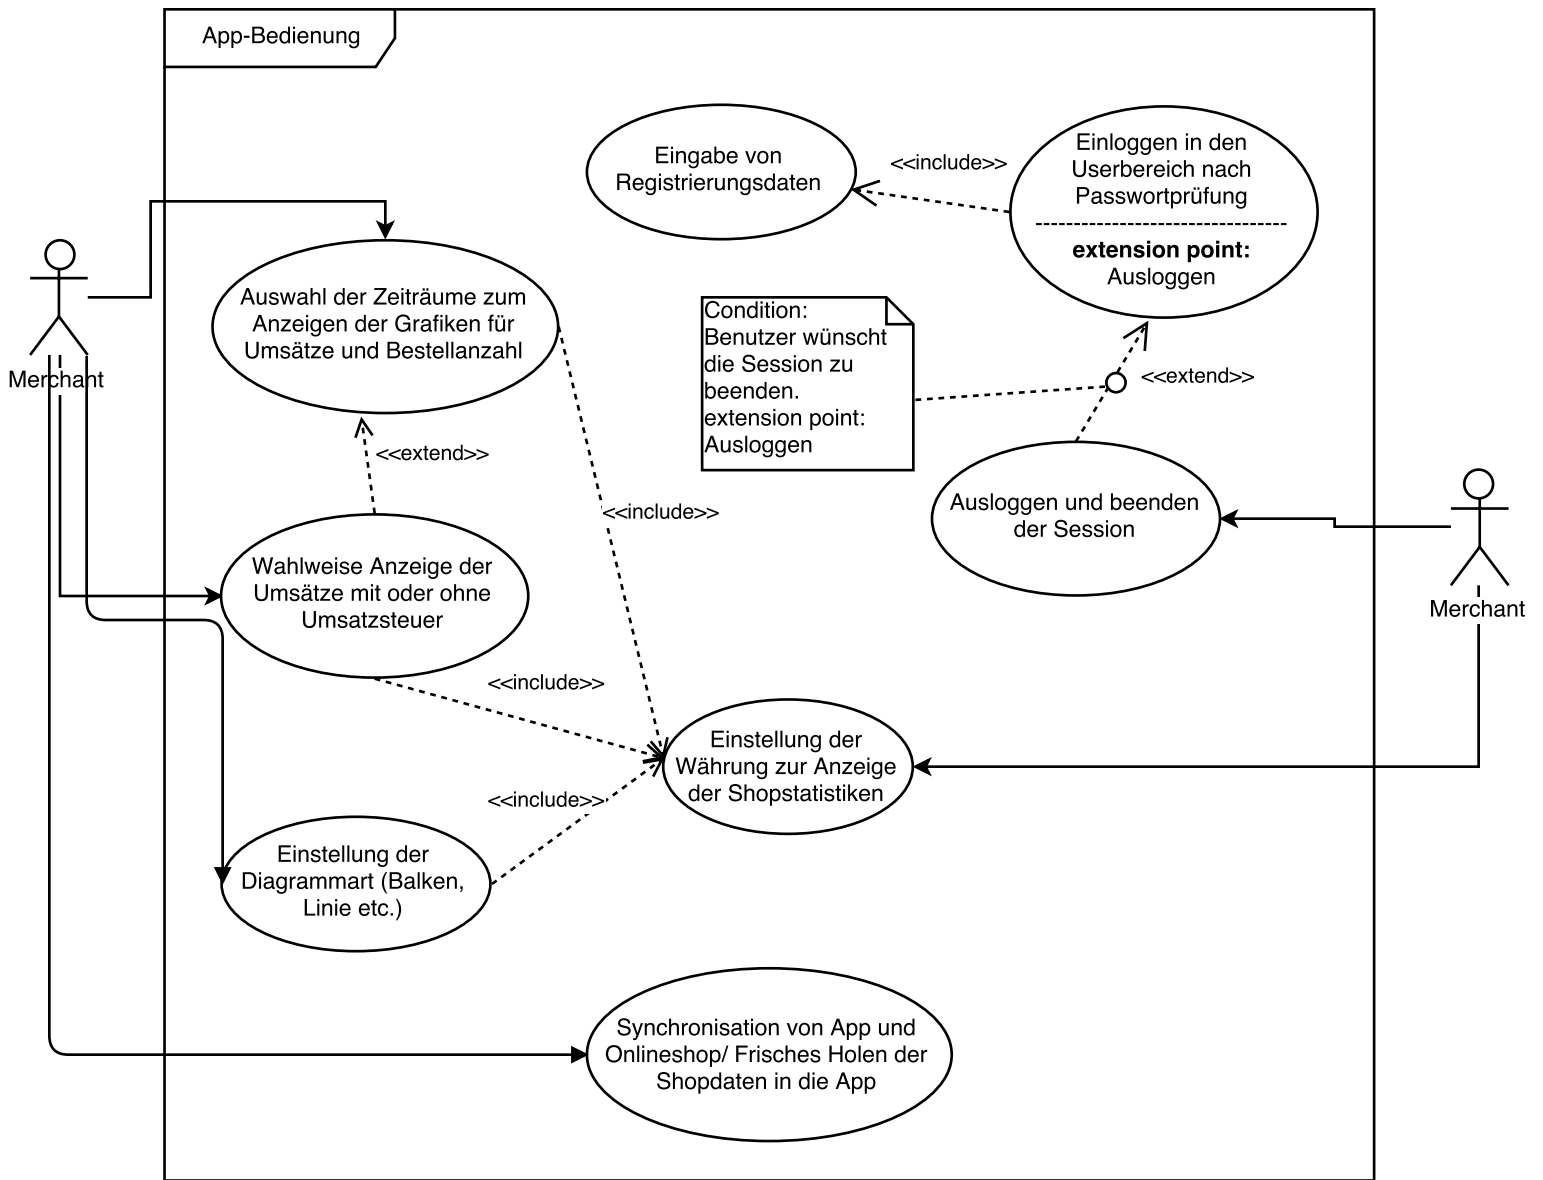 App-Bedienung
Eingabe von
Registrierungsdaten
<<include>>
Einloggen in den
Userbereich nach
Passwortprüfung
extension point:
Ausloggen
Merchant
Auswahl der Zeiträume zum
Anzeigen der Grafiken für
Umsätze und Bestellanzahl
Condition:
Benutzer wünscht
die Session zu
beenden.
extension point:
Ausloggen
<<extend>>
<<extend>>
<<include>>
Ausloggen und beenden
der Session
Merchant
Wahlweise Anzeige der
Umsätze mit oder ohne
Umsatzsteuer
<<include>>
Einstellung der
Währung zur Anzeige
der Shopstatistiken
<<include>>
Einstellung der
Diagrammart (Balken,
Linie etc.)
Synchronisation von App und
Onlineshop/ Frisches Holen der
Shopdaten in die App